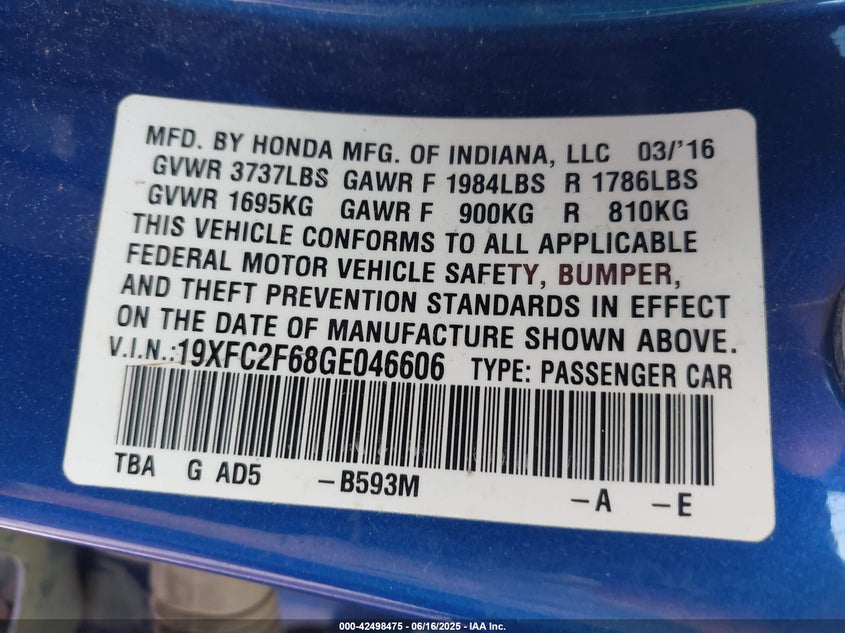 MFD. BY HONDA MFG. OF INDIANA, LLC 03/'16
GVWR 3737LBS GAWR F 1984LBS R 1786LBS
GVWR 1695KG GAWR F 900KG R 810KG
THIS VEHICLE CONFORMS TO ALL APPLICABLE
FEDERAL MOTOR VEHICLE SAFETY, BUMPER,
AND THEFT PREVENTION STANDARDS IN EFFECT
ON THE DATE OF MANUFACTURE SHOWN ABOVE.
V.I.N.:19XFC2F68GE046606 TYPE: PASSENGER CAR
TBA G AD5 -B593M -A -E
000-42498475 - 06/16/2025 - IAA Inc.